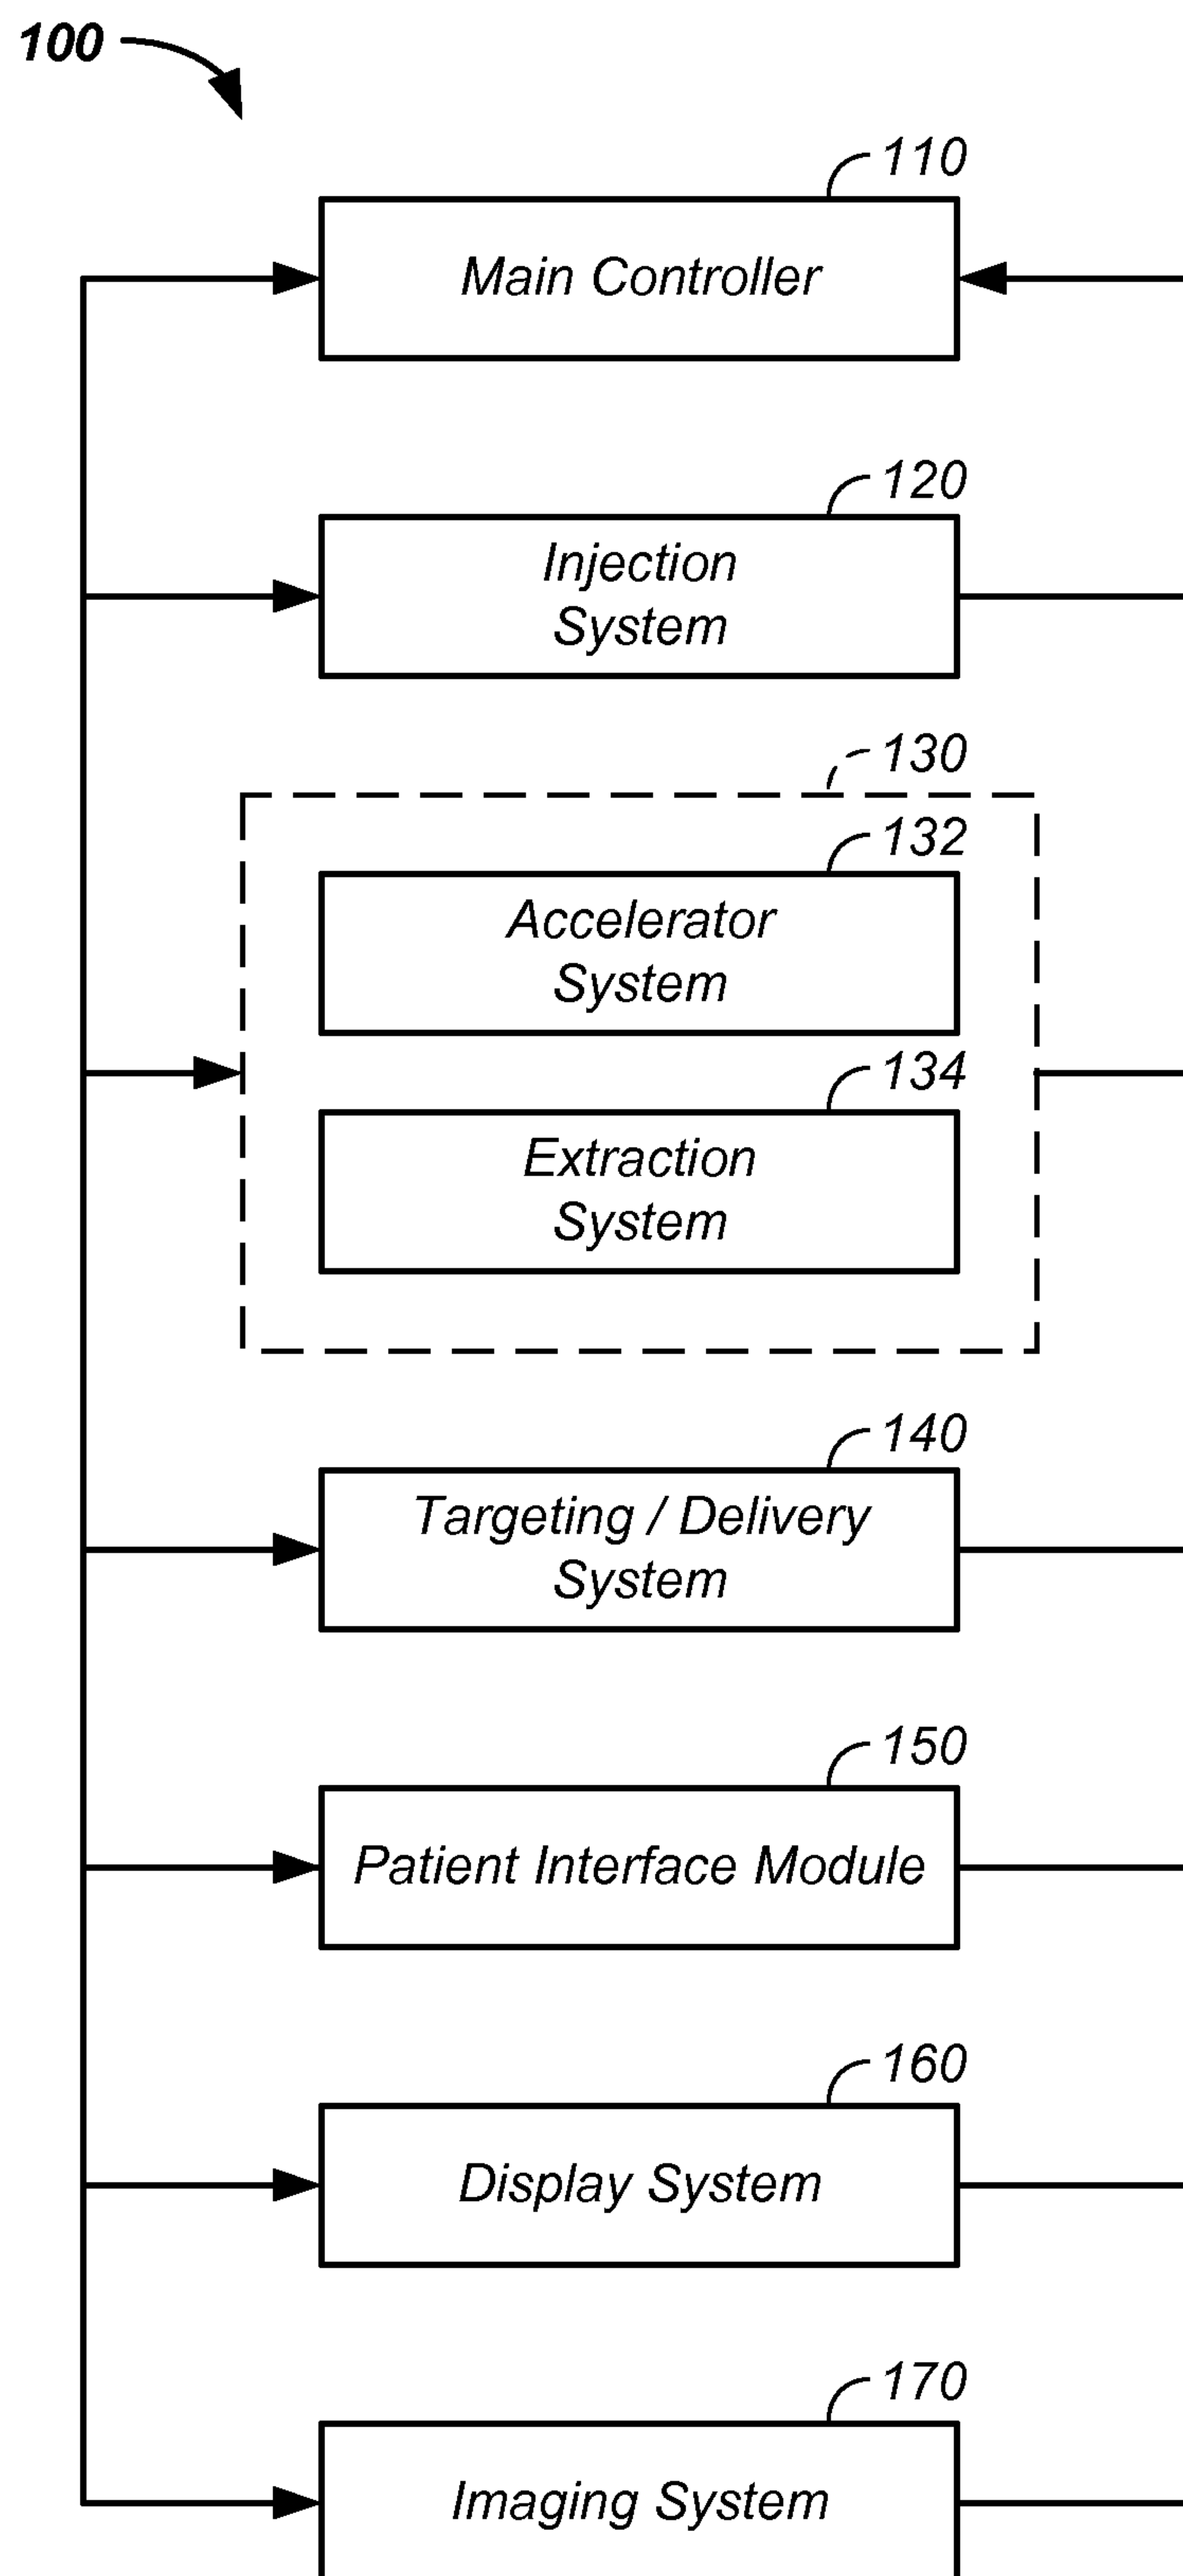 100
110
Main Controller
120
Injection
System
130
132
Accelerator
System
134
Extraction
System
140
Targeting / Delivery
System
150
Patient Interface Module
160
Display System
170
Imaging System